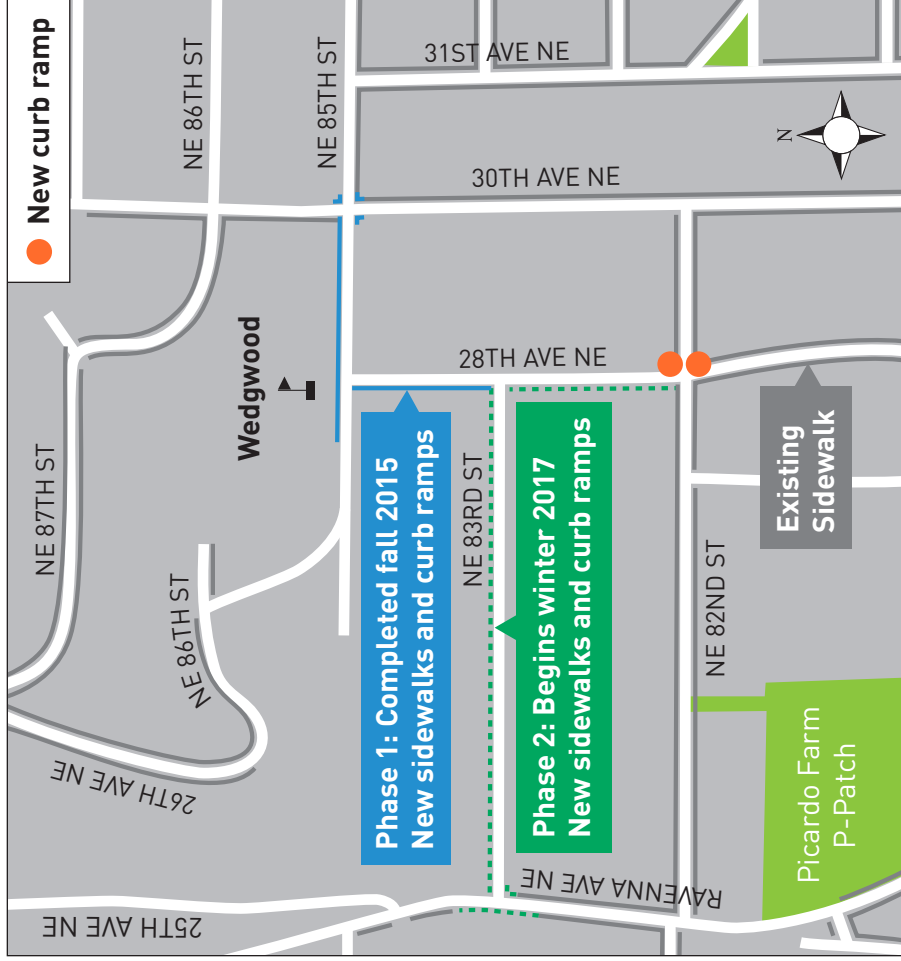 New curb ramp
NE 86TH ST
NE 85TH ST
31ST AVE NE
N
30TH AVE NE
Wedgwood
28TH AVE NE
NE 87TH ST
Phase 1: Completed fall 2015
New sidewalks and curb ramps
NE 83RD ST
Phase 2: Begins winter 2017
New sidewalks and curb ramps
Existing
Sidewalk
NE 86TH ST
NE 82ND ST
26TH AVE NE
Picardo Farm
P-Patch
RAVENNA AVE NE
25TH AVE NE